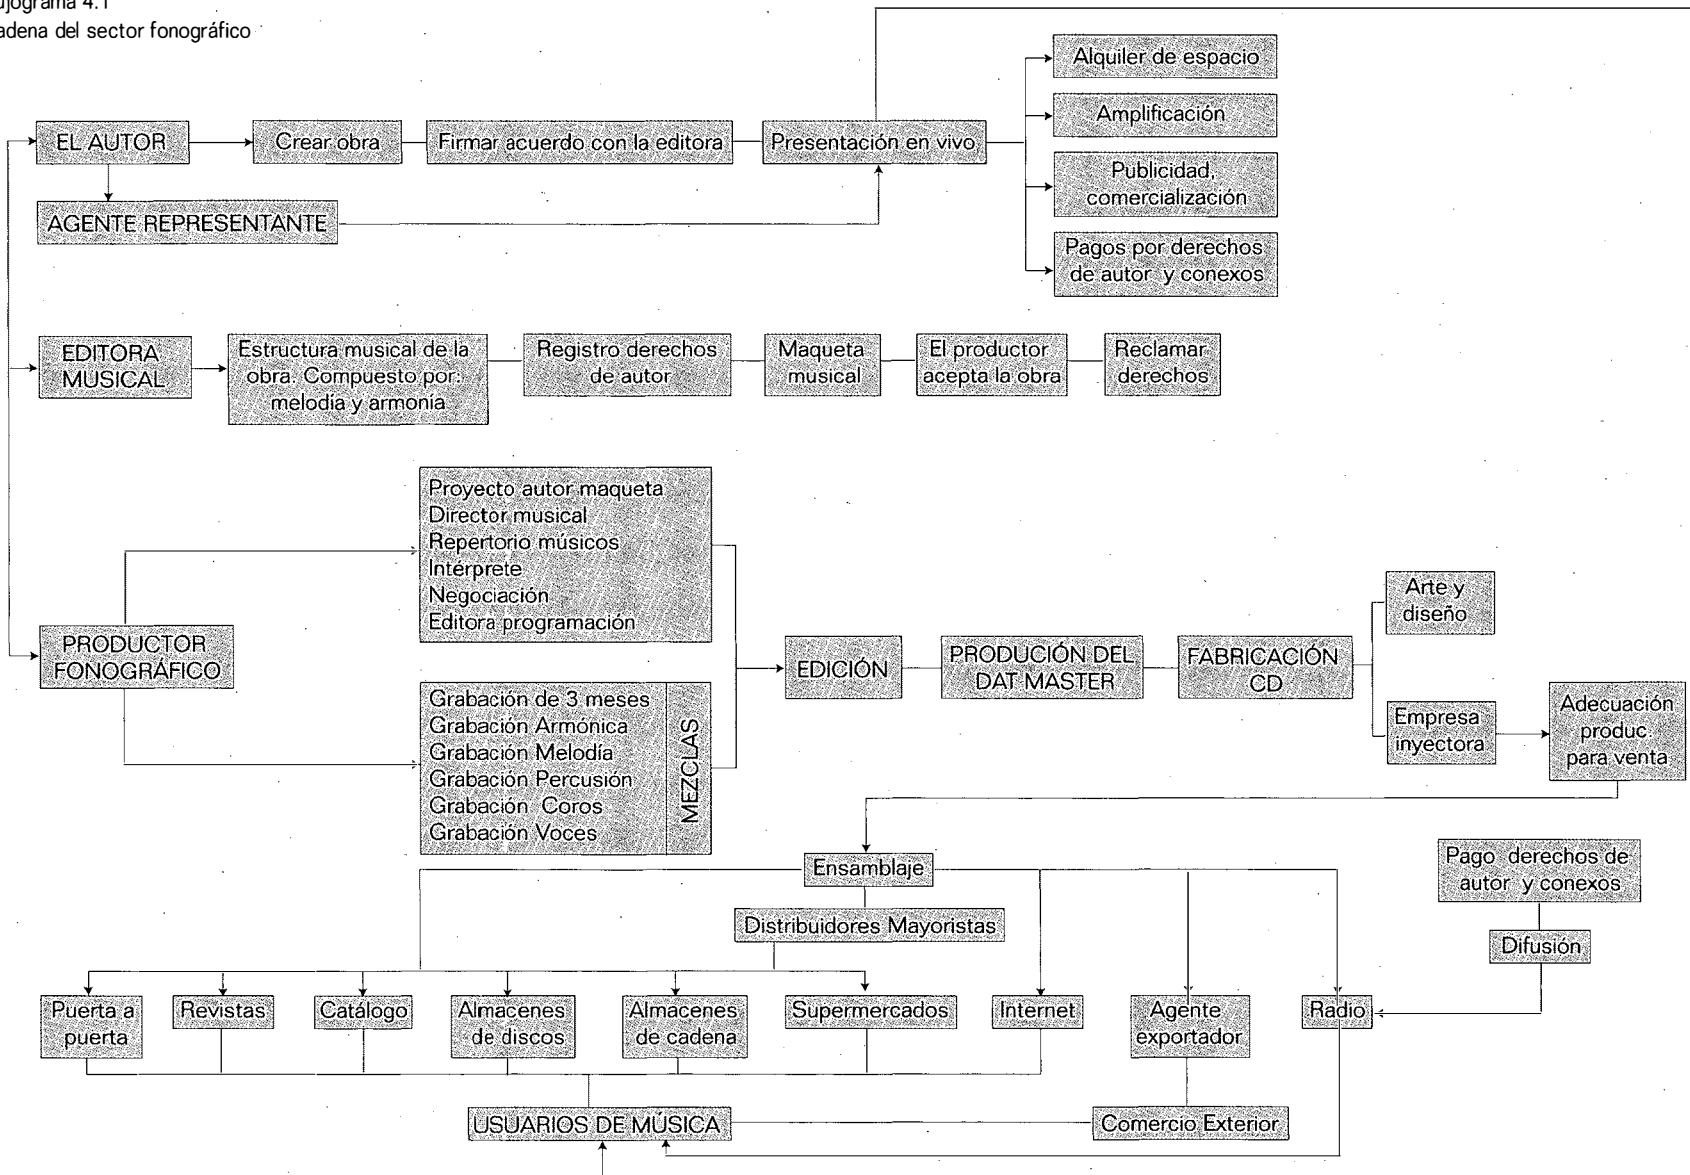 ujograma 4.1
adena del sector fonográfico
Alquiler de espacio
Amplificación
EL AUTOR
Crear obra
Firmar acuerdo con la editora
Presentación en vivo
Publicidad,
comercialización
AGENTE REPRESENTANTE
Pagos por derechos
de autor y conexos
EDITORA
MUSICAL
Estructura musical de la
obra. Compuesto por:
melodía y armonía
Registro derechos
de autor
Maqueta
musical
El productor
acepta la obra
Reclamar
derechos
Proyecto autor maqueta
Director musical
Repertorio músicos
Intérprete
Negociación
Editora programación
PRODUCTOR
FONOGRÁFICO
Grabación de 3 meses
Grabación Armónica
Grabación Melodía
Grabación Percusión
Grabación Coros
Grabación Voces
MEZCLAS
EDICIÓN
PRODUCIÓN DEL
DAT MASTER
FABRICACIÓN
CD
Arte y
diseño
Empresa
inyectora
Adecuación
produc.
para venta
Ensamblaje
Distribuidores Mayoristas
Pago derechos de
autor y conexos
Difusión
Puerta a
puerta
Revistas
Catálogo
Almacenes
de discos
Almacenes
de cadena
Supermercados
Internet
Agente
exportador
Radio
USUARIOS DE MÚSICA
Comercio Exterior